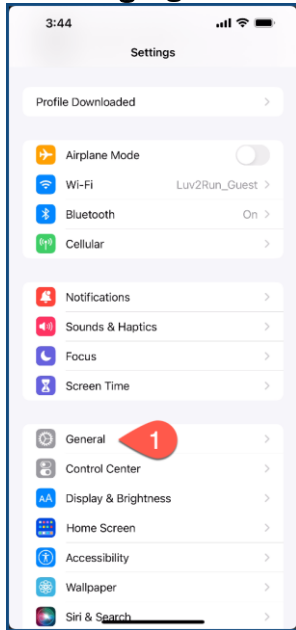 3:44
Settings
Profile Downloaded
Airplane Mode
Wi-Fi Luv2Run_Guest
Bluetooth On
Cellular
Notifications
Sounds & Haptics
Focus
Screen Time
General 1
Control Center
AA Display & Brightness
Home Screen
Accessibility
Wallpaper
Siri & Search